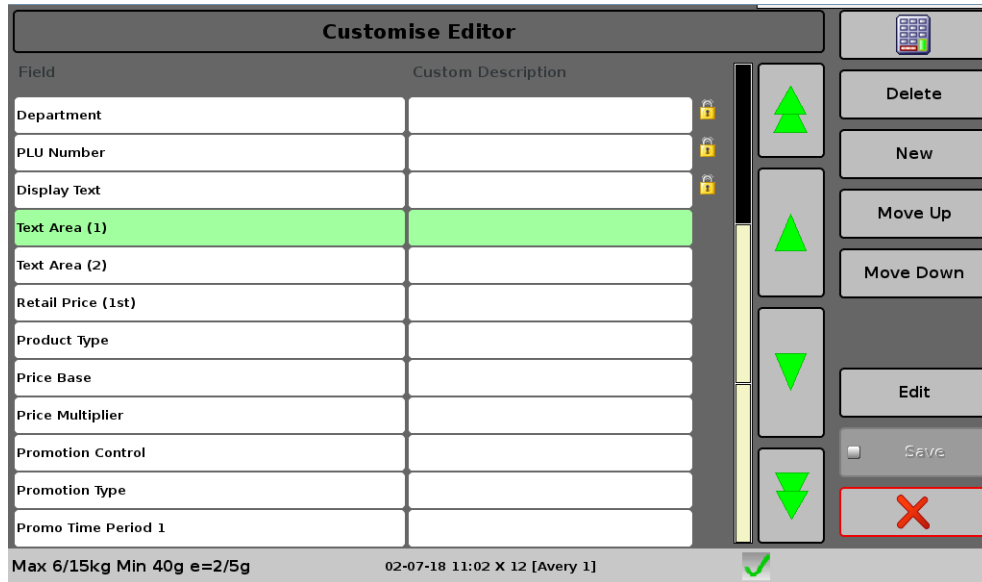 Customise Editor
Field Custom Description
Department
PLU Number
Display Text
Text Area (1)
Text Area (2)
Retail Price (1st)
Product Type
Price Base
Price Multiplier
Promotion Control
Promotion Type
Promo Time Period 1
Delete
New
Move Up
Move Down
Edit
Save
Max 6/15kg Min 40g e=2/5g 02-07-18 11:02 X 12 [Avery 1]